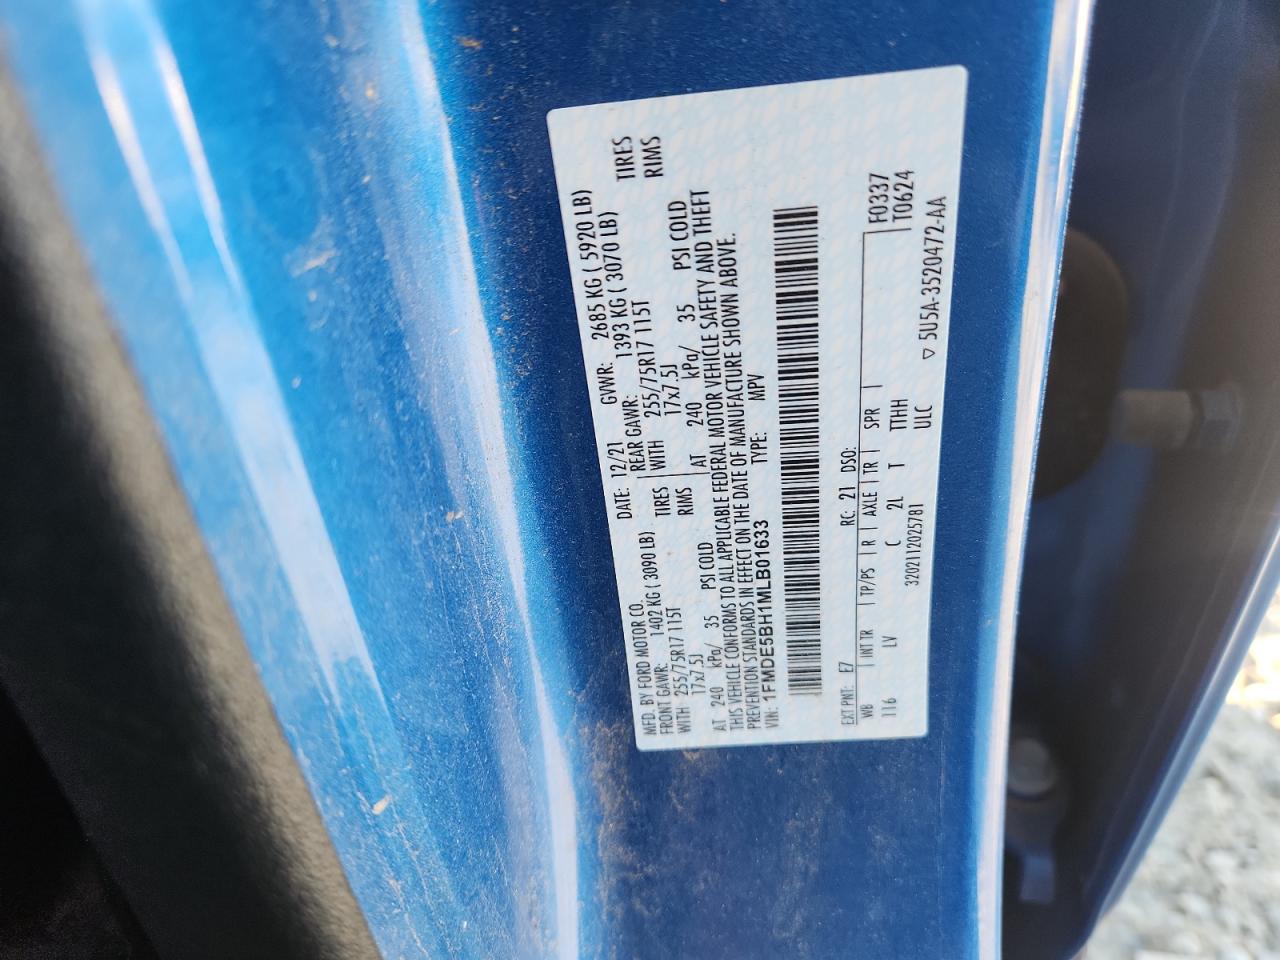 MFD. BY FORD MOTOR CO.
DATE: 12/21 GVWR: 2685 KG ( 5920 LB)
FRONT GAWR: 1402 KG ( 3090 LB) REAR GAWR: 1393 KG ( 3070 LB)
WITH 255/75R17 115T TIRES WITH 255/75R17 115T TIRES
17x7.5J RIMS 17x7.5J RIMS
AT 240 kPa/ 35 PSI COLD AT 240 kPa/ 35 PSI COLD
THIS VEHICLE CONFORMS TO ALL APPLICABLE FEDERAL MOTOR VEHICLE SAFETY AND THEFT
PREVENTION STANDARDS IN EFFECT ON THE DATE OF MANUFACTURE SHOWN ABOVE.
VIN: 1FMDE5BH1MLB01633 TYPE: MPV
EXT PNT: E7 RC: 21 DSO: F0337
WB INT TR TP/PS R AXLE TR SPR T0624
116 LV C 2L T TTHH
3202112025781 ULC
▽ 5U5A-3520472-AA